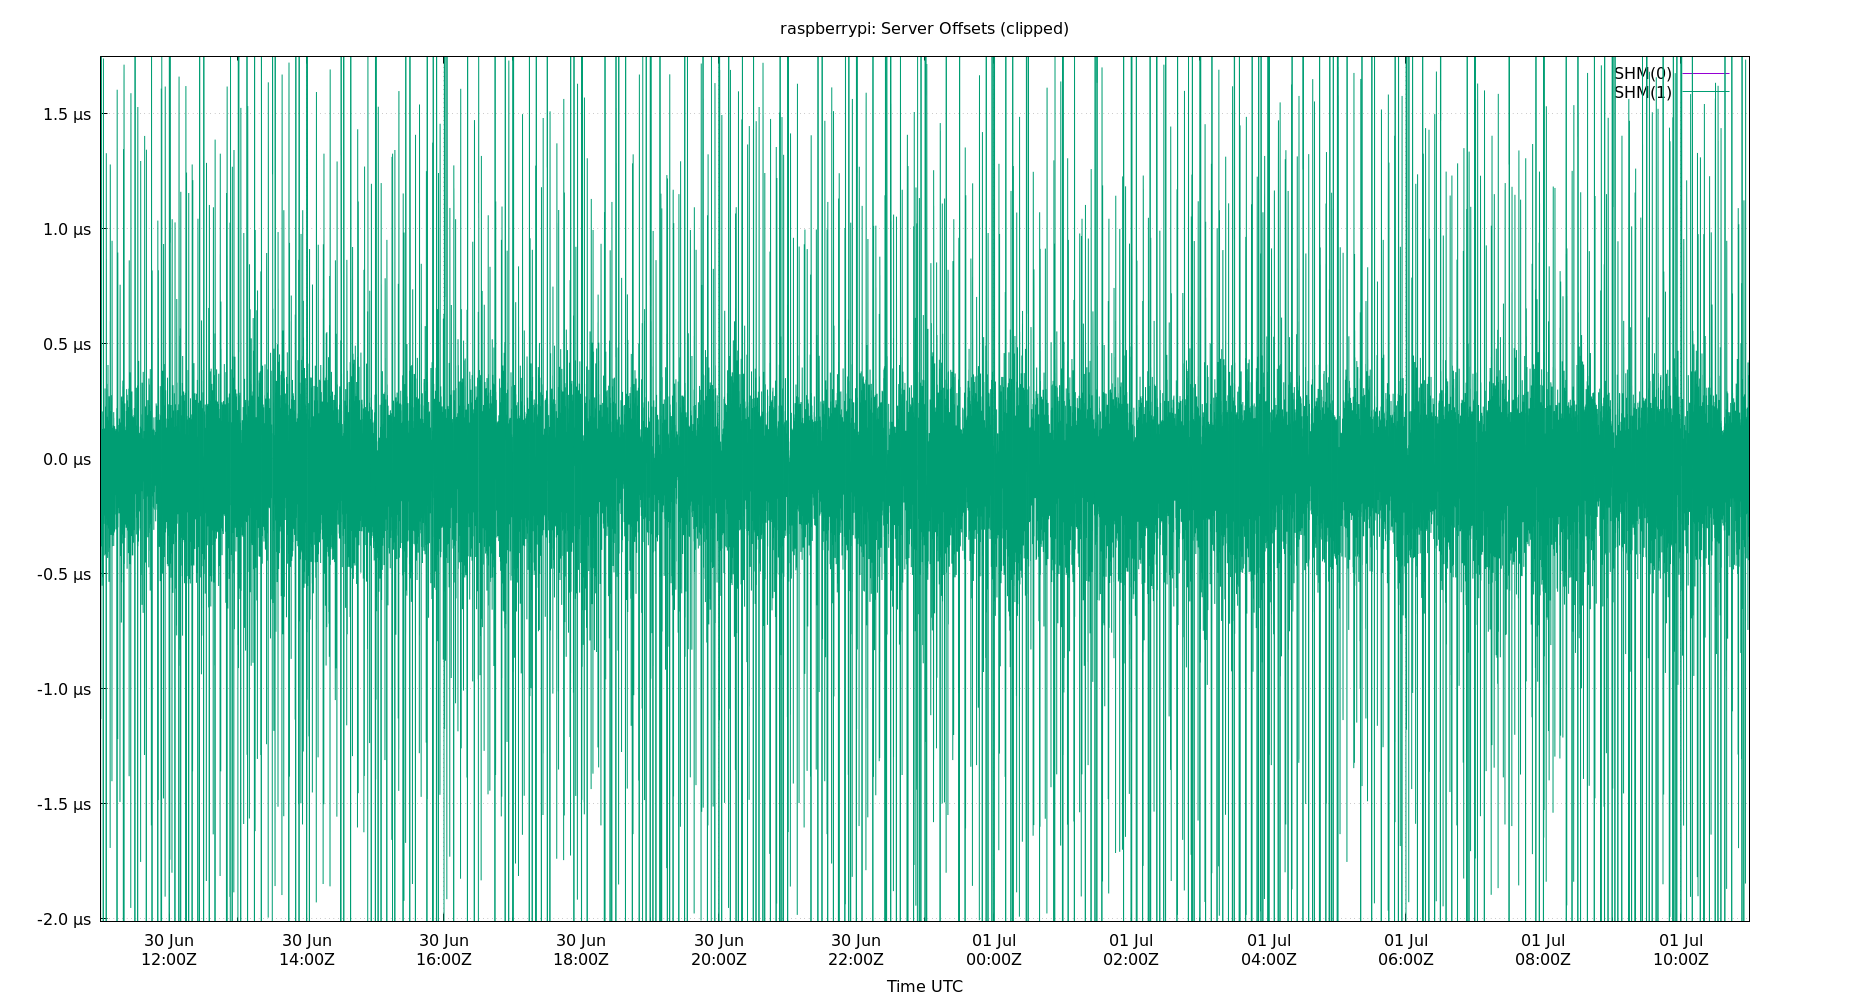 raspberrypi: Server Offsets (clipped)
SHM(0)
SHM(1)
1.5 µs
1.0 µs
0.5 µs
0.0 µs
-0.5 µs
-1.0 µs
-1.5 µs
-2.0 µs
30 Jun 30 Jun 30 Jun 30 Jun 30 Jun 30 Jun 01 Jul 01 Jul 01 Jul 01 Jul 01 Jul 01 Jul
12:00Z 14:00Z 16:00Z 18:00Z 20:00Z 22:00Z 00:00Z 02:00Z 04:00Z 06:00Z 08:00Z 10:00Z
Time UTC